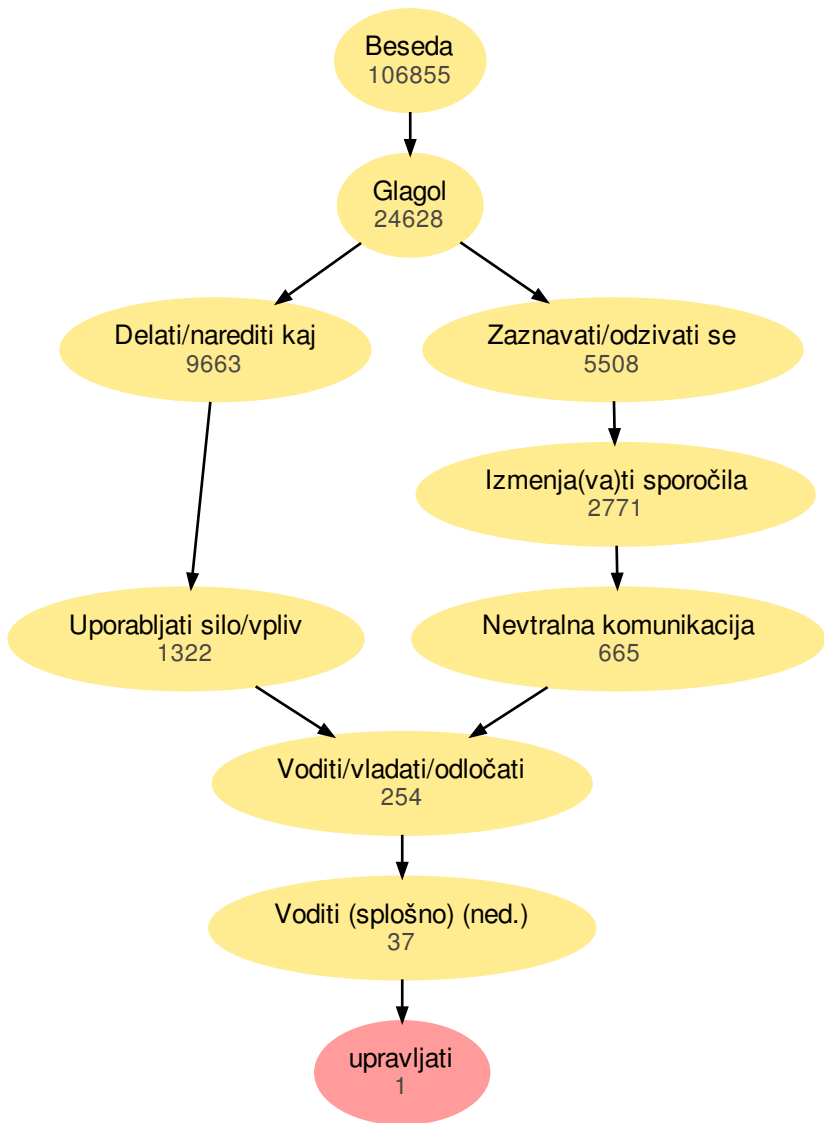 Beseda
106855
Glagol
24628
Delati/narediti kaj
9663
Zaznavati/odzivati se
5508
Izmenja(va)ti sporočila
2771
Uporabljati silo/vpliv
1322
Nevtralna komunikacija
665
Voditi/vladati/odločati
254
Voditi (splošno) (ned.)
37
upravljati
1